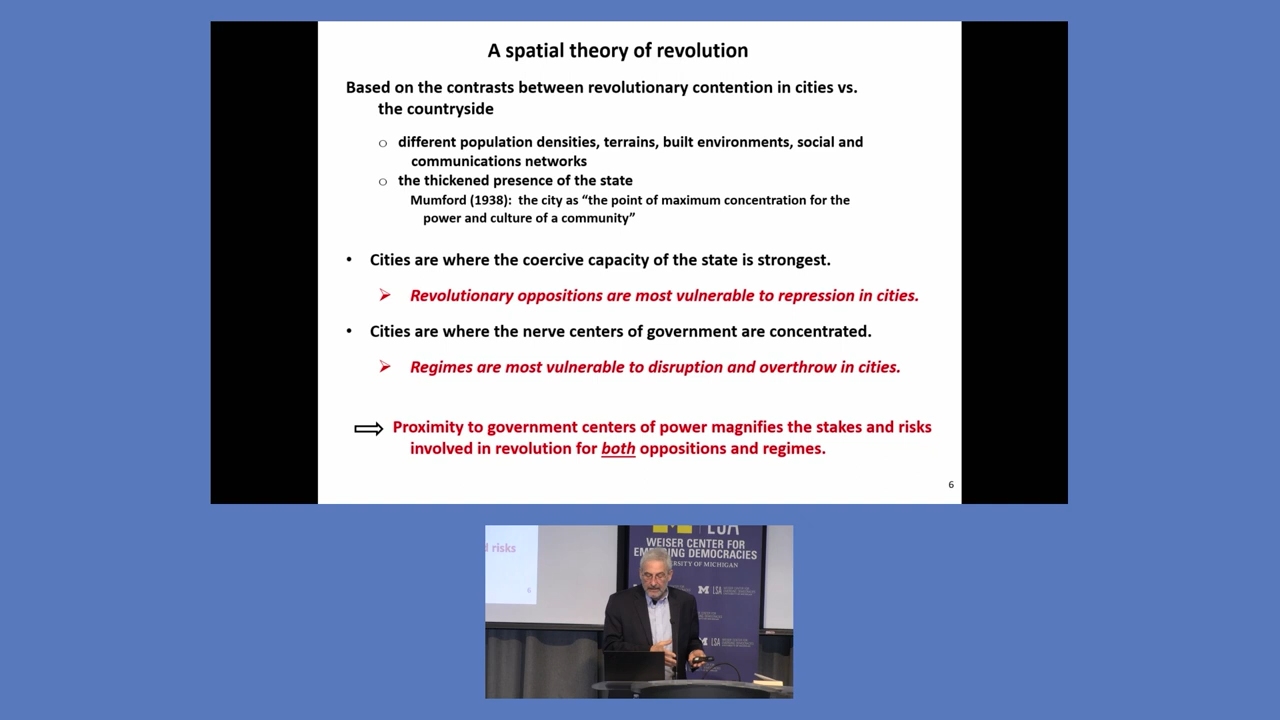 A spatial theory of revolution
Based on the contrasts between revolutionary contention in cities vs.
the countryside
○ different population densities, terrains, built environments, social and
communications networks
○ the thickened presence of the state
Mumford (1938): the city as “the point of maximum concentration for the
power and culture of a community”
• Cities are where the coercive capacity of the state is strongest.
➢ Revolutionary oppositions are most vulnerable to repression in cities.
• Cities are where the nerve centers of government are concentrated.
➢ Regimes are most vulnerable to disruption and overthrow in cities.
⇨ Proximity to government centers of power magnifies the stakes and risks
involved in revolution for both oppositions and regimes.
6
risks
6
M LSA
WEISER CENTER FOR
EMERGING DEMOCRACIES
UNIVERSITY OF MICHIGAN
M LSA
M LSA